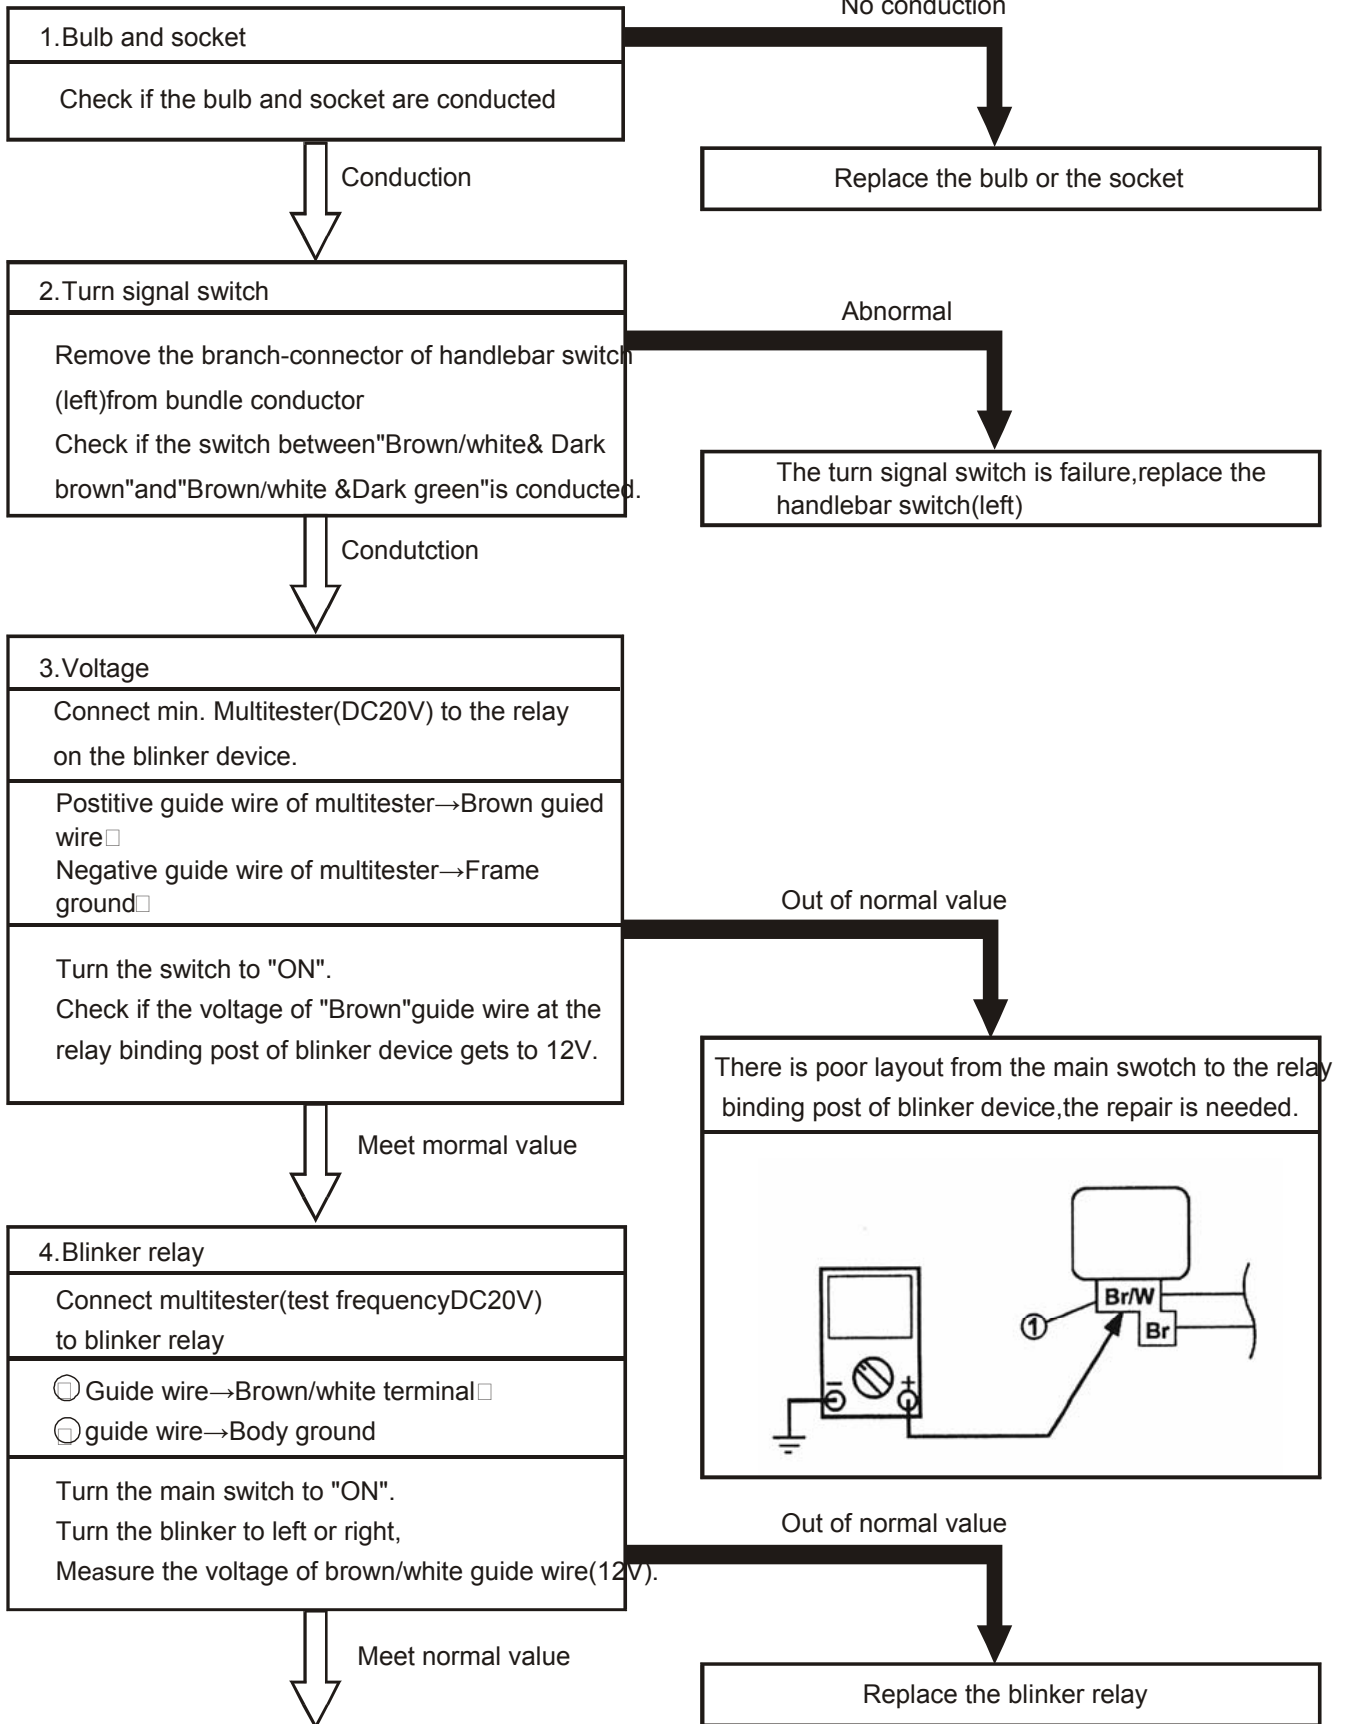 No conduction
1.Bulb and socket
Check if the bulb and socket are conducted
Conduction
Replace the bulb or the socket
2.Turn signal switch
Abnormal
Remove the branch-connector of handlebar switch
(left)from bundle conductor
Check if the switch between"Brown/white& Dark
brown"and"Brown/white &Dark green"is conducted.
The turn signal switch is failure,replace the
handlebar switch(left)
Condutction
3.Voltage
Connect min. Multitester(DC20V) to the relay
on the blinker device.
Postitive guide wire of multitester→Brown guied
wire□
Negative guide wire of multitester→Frame
ground□
Out of normal value
Turn the switch to "ON".
Check if the voltage of "Brown"guide wire at the
relay binding post of blinker device gets to 12V.
There is poor layout from the main swotch to the relay
binding post of blinker device,the repair is needed.
Br/W
①
Br
− +
Meet mormal value
4.Blinker relay
Connect multitester(test frequencyDC20V)
to blinker relay
Guide wire→Brown/white terminal□
guide wire→Body ground
Turn the main switch to "ON".
Turn the blinker to left or right,
Measure the voltage of brown/white guide wire(12V).
Out of normal value
Meet normal value
Replace the blinker relay